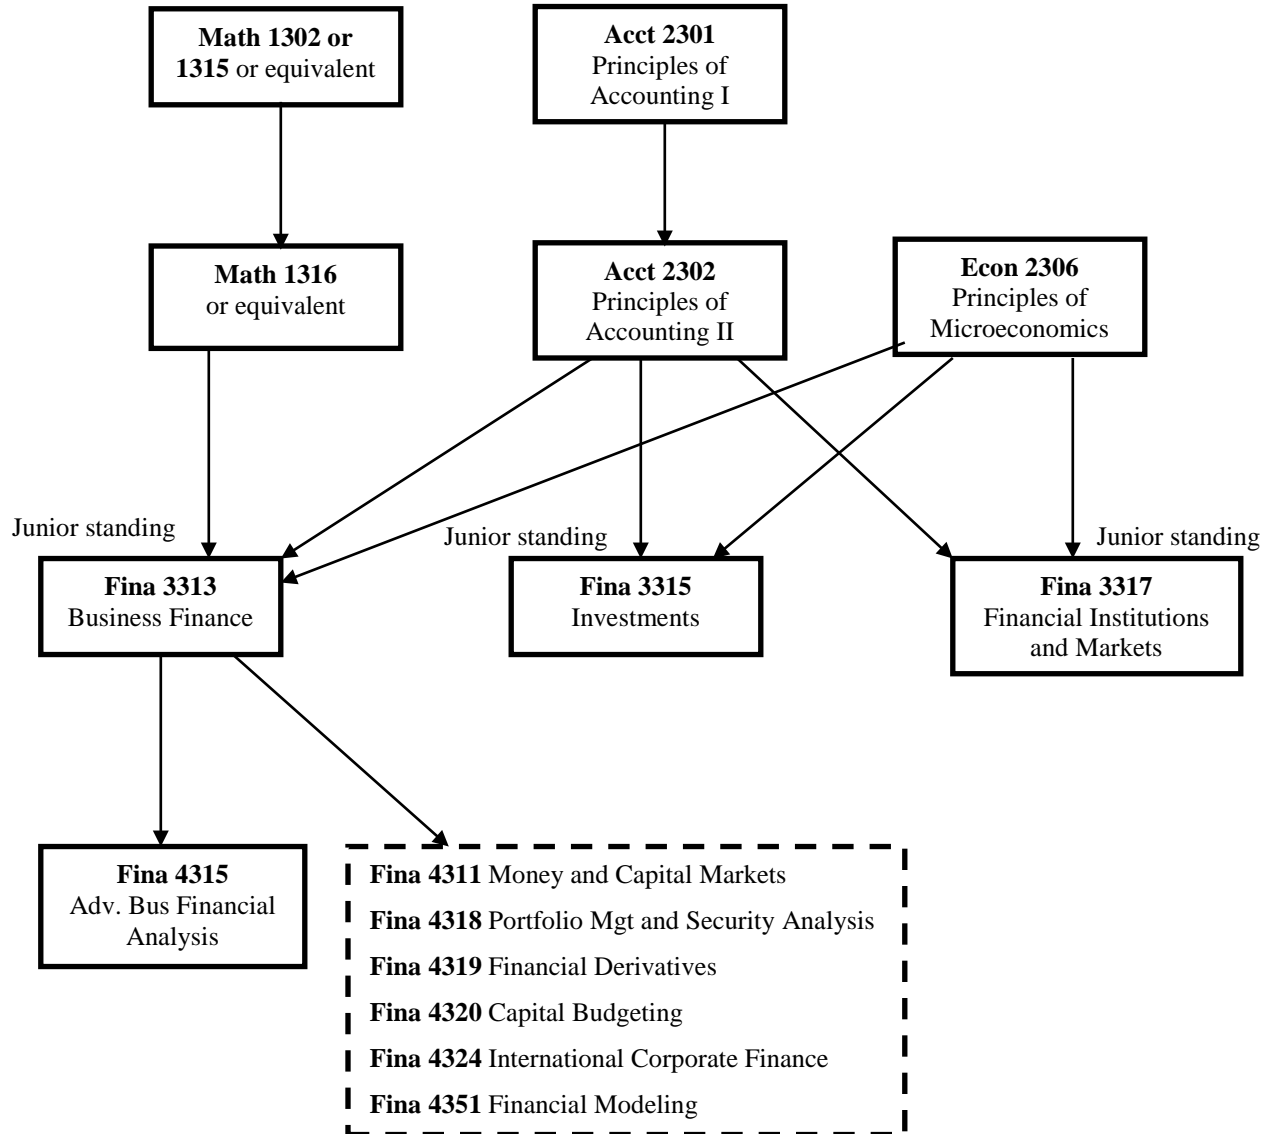 Math 1302 or
1315 or equivalent
Acct 2301
Principles of
Accounting I
Math 1316
or equivalent
Acct 2302
Principles of
Accounting II
Econ 2306
Principles of
Microeconomics
Junior standing
Fina 3313
Business Finance
Junior standing
Fina 3315
Investments
Junior standing
Fina 3317
Financial Institutions
and Markets
Fina 4315
Adv. Bus Financial
Analysis
Fina 4311 Money and Capital Markets
Fina 4318 Portfolio Mgt and Security Analysis
Fina 4319 Financial Derivatives
Fina 4320 Capital Budgeting
Fina 4324 International Corporate Finance
Fina 4351 Financial Modeling